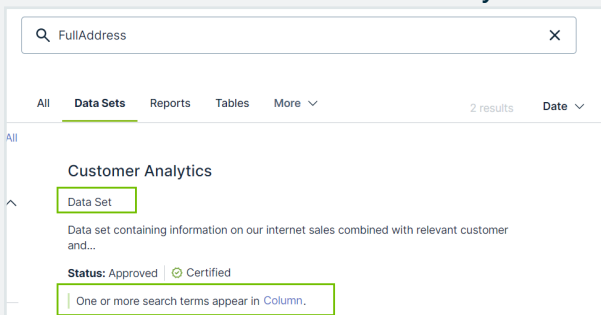 FullAddress
All Data Sets Reports Tables More 2 results Date
All
Customer Analytics
Data Set
Data set containing information on our internet sales combined with relevant customer
and...
Status: Approved Certified
One or more search terms appear in Column.